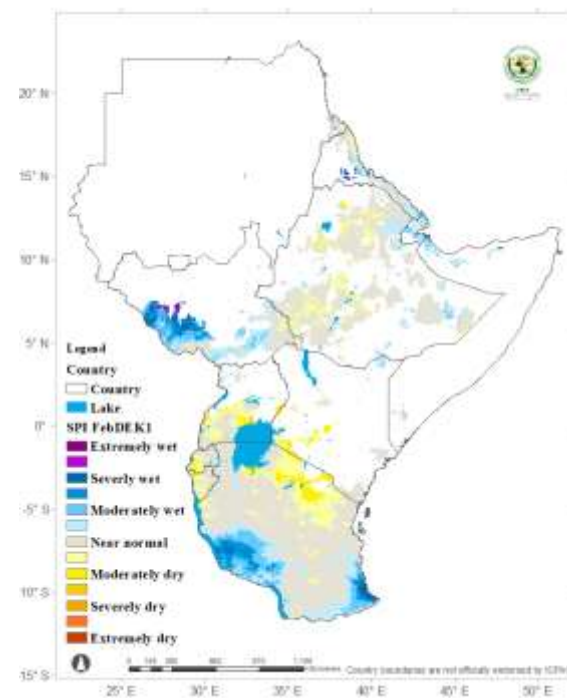 20° N
15° N
10° N
5° N
0°
5° S
10° S
15° S
Legend
Country
Country
Lake
SPI FebDEK1
Extremely wet
Severly wet
Moderately wet
Near normal
Moderately dry
Severely dry
Extremely dry
Country boundaries are not officially endorsed by
25° E
30° E
35° E
40° E
45° E
50° E